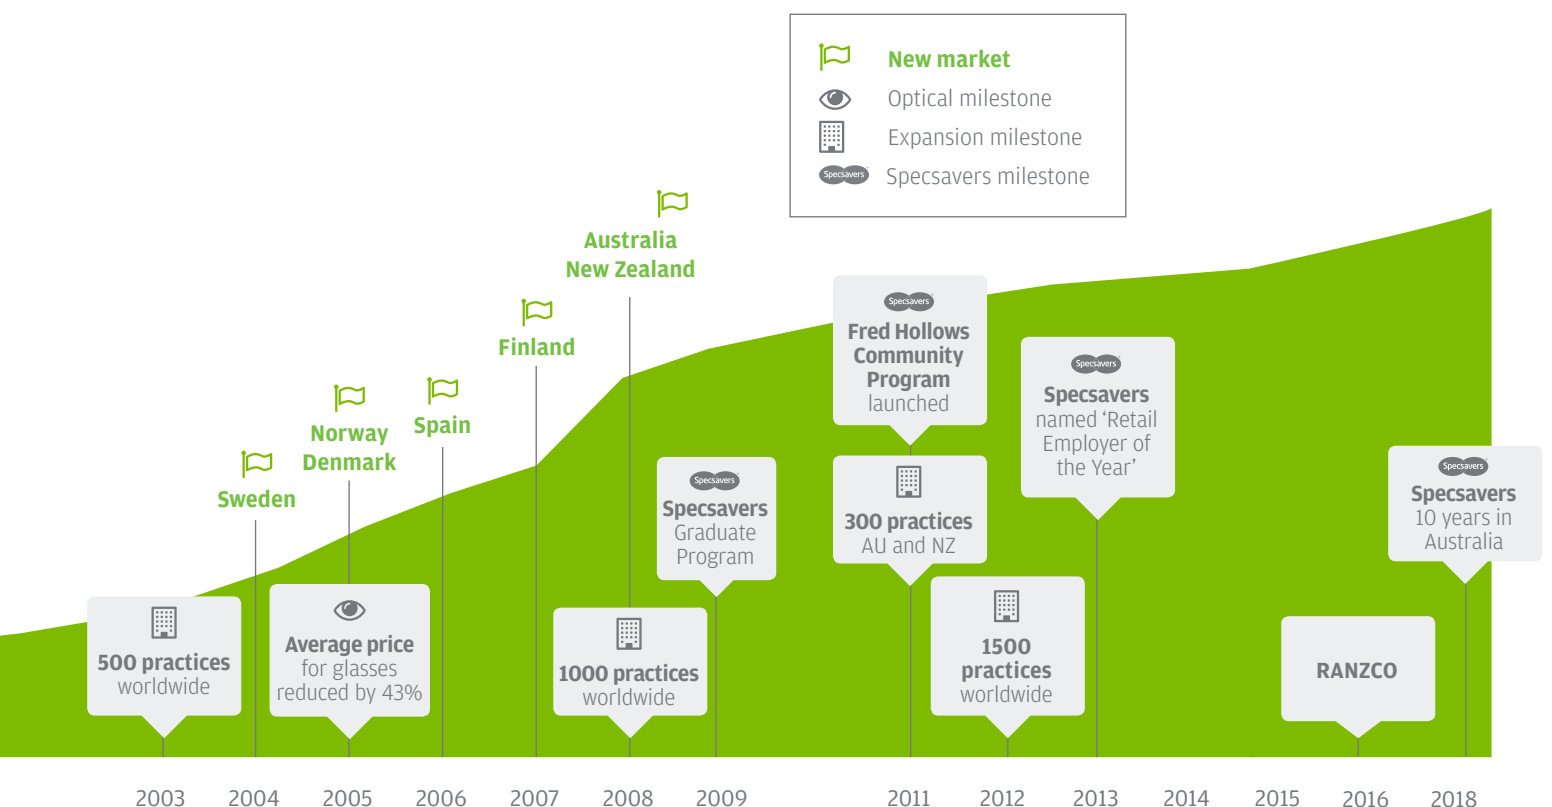 New market
Optical milestone
Expansion milestone
Specsavers
Specsavers milestone
Australia
New Zealand
Finland
Norway
Denmark
Spain
Sweden
500 practices
worldwide
Average price
for glasses
reduced by 43%
1000 practices
worldwide
Specsavers
Specsavers
Graduate
Program
Specsavers
Fred Hollows
Community
Program
launched
300 practices
AU and NZ
1500
practices
worldwide
Specsavers
Specsavers
named ‘Retail
Employer of
the Year’
RANZCO
Specsavers
Specsavers
10 years in
Australia
2003 2004 2005 2006 2007 2008 2009 2011 2012 2013 2014 2015 2016 2018